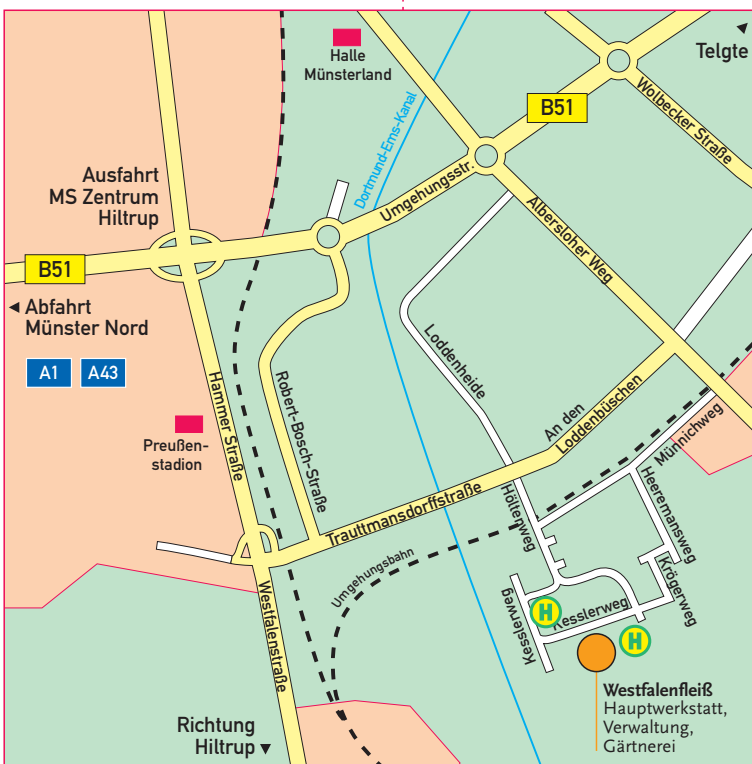 Halle
Münsterland
Telgte
B51
Wolbecker Straße
Dortmund-Ems-Kanal
Umgehungsstr.
Ausfahrt
MS Zentrum
Hiltrup
Albersloher Weg
B51
Abfahrt
Münster Nord
A1
A43
Hammer Straße
Robert-Bosch-Straße
Loddenheide
Preußen-
stadion
An den
Loddenbüschen
Münnichweg
Trauttmansdorffstraße
Höltenweg
Heeremansweg
Umgehungsbahn
Krögerweg
Westfalenstraße
Kesslerweg
H
Kesslerweg
H
Westfalenfleiß
Hauptwerkstatt,
Verwaltung,
Gärtnerei
Richtung
Hiltrup